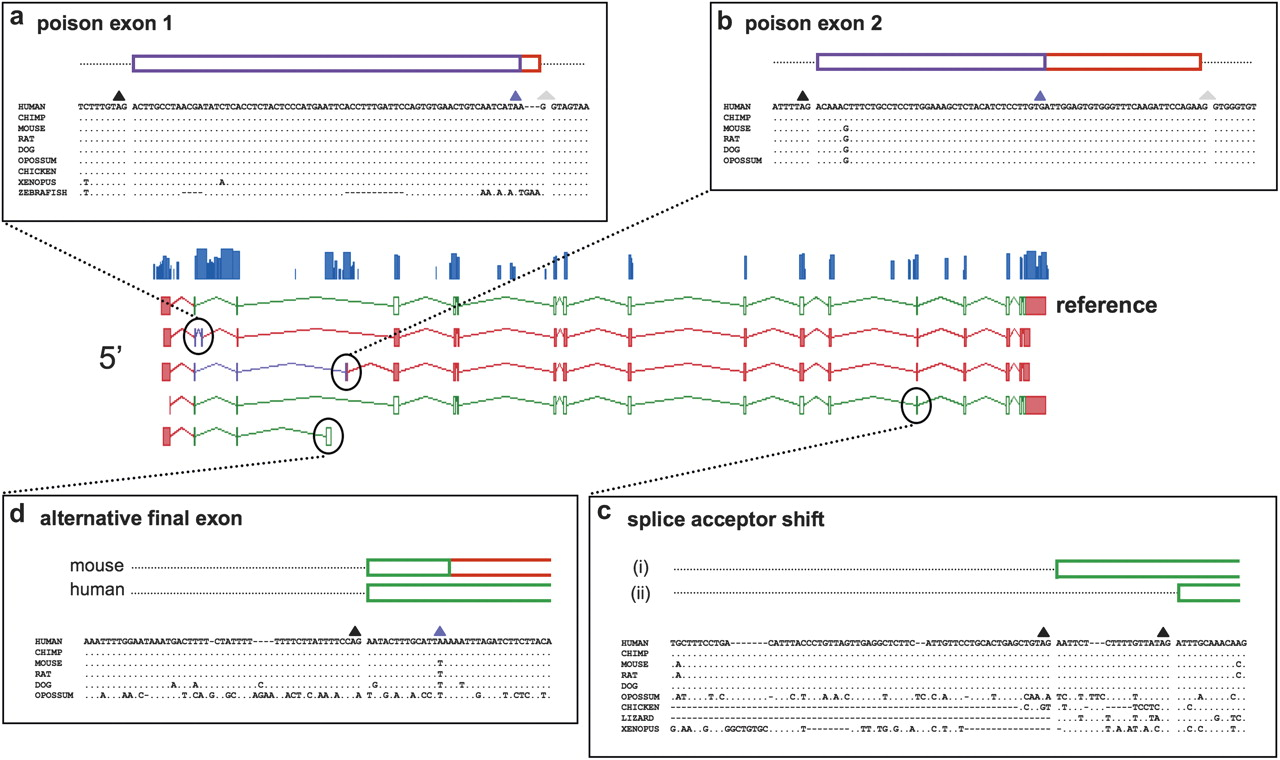 a poison exon 1
HUMAN TCTTTGTAG ACTTGCCTAACGATATCTCACCTCTACTCCCATGAATTCACCTTTGATTCCAGTGTGAACTGTCAATCATAA---G GTAGTAA
CHIMP
MOUSE
RAT
DOG
OPOSSUM
CHICKEN
XENOPUS .T. A
ZEBRAFISH .T. ---- ----------- AA.A.A.TGAA.
b poison exon 2
HUMAN ATTTTAG ACAAACTTTCTGCCTCCTTGGAAAGCTCTACATCTCCTTGTGATTGGAGTGTGGGTTTCAAGATTCCAGAAG GTGGGTGT
CHIMP
MOUSE G
RAT G
DOG G
OPOSSUM G
reference
5’
d alternative final exon
mouse
human
HUMAN AAATTTTGGAATAAATGACTTTT-CTATTTT----TTTTCTTATTTTCCAG AATACTTTGCATTAAAAATTTAGATCTTCTTACA
CHIMP
MOUSE T
RAT T
DOG A A C G T T
OPOSSUM
c splice acceptor shift
(i)
(ii)
HUMAN TGCTTTCCTGA-------CATTTACCCTGTTAGTTGAGGCTCTTC--ATTGTTCCTGCACTGAGCTGTAG AATTCT---CTTTTGTTATAG ATTTGCAAACAAG
CHIMP
MOUSE .A C
RAT .A C
DOG
OPOSSUM
CHICKEN
LIZARD
XENOPUS